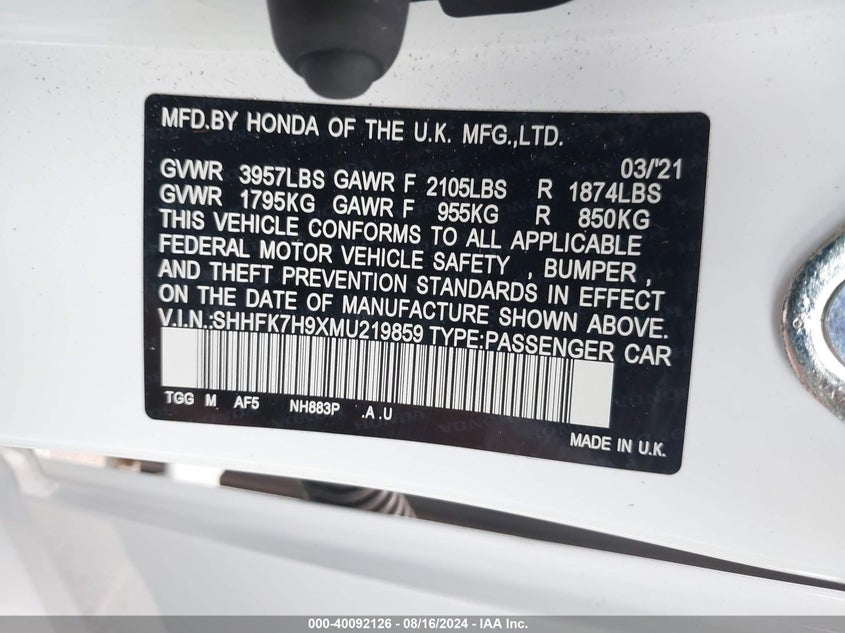 MFD.BY HONDA OF THE U.K. MFG.,LTD.
03/'21
GVWR 3957LBS GAWR F 2105LBS R 1874LBS
GVWR 1795KG GAWR F 955KG R 850KG
THIS VEHICLE CONFORMS TO ALL APPLICABLE
FEDERAL MOTOR VEHICLE SAFETY , BUMPER ,
AND THEFT PREVENTION STANDARDS IN EFFECT
ON THE DATE OF MANUFACTURE SHOWN ABOVE.
V.I.N.:SHHFK7H9XMU219859 TYPE:PASSENGER CAR
TGG M AF5 NH883P .A .U
MADE IN U.K.
000-40092126 - 08/16/2024 - IAA Inc.